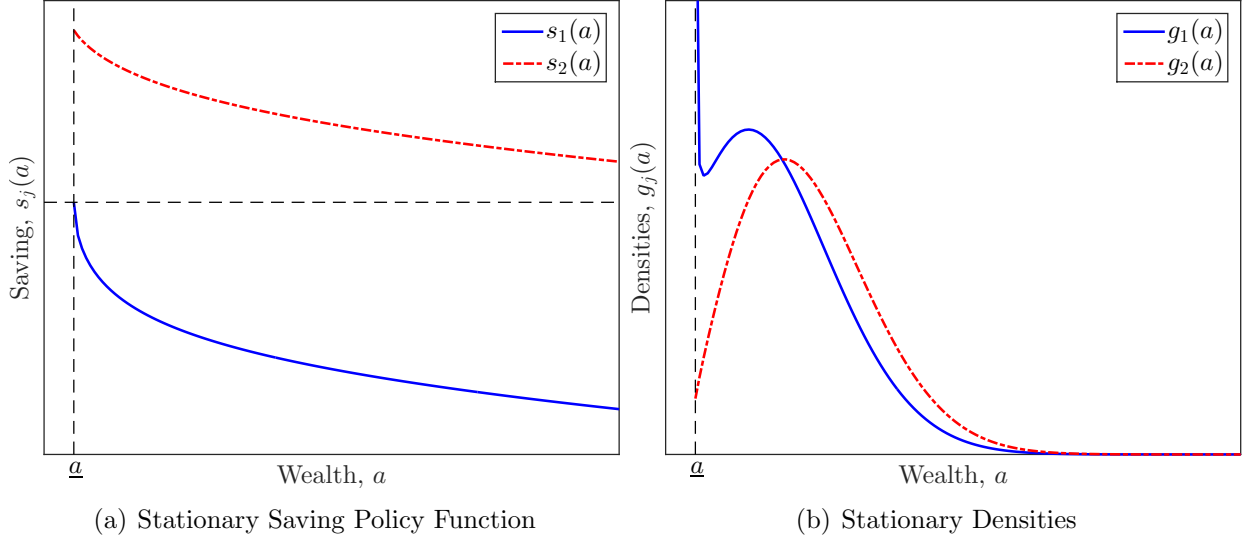 s₁(a)
s₂(a)
Saving, sⱼ(a)
a̲
Wealth, a
(a) Stationary Saving Policy Function
g₁(a)
g₂(a)
Densities, gⱼ(a)
a̲
Wealth, a
(b) Stationary Densities